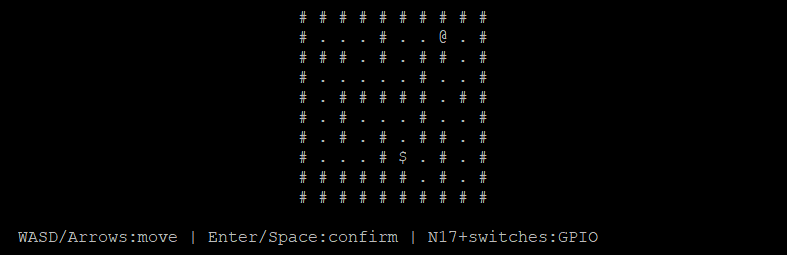 # # # # # # # # # #
# . . . # . . @ . #
# # # . # . # # . #
# . . . . . # . . #
# . # # # # # . # #
# . # . . . # . . #
# . # . # . # # . #
# . . . # $ . # . #
# # # # # # . # . #
# # # # # # # # # #
WASD/Arrows:move | Enter/Space:confirm | N17+switches:GPIO